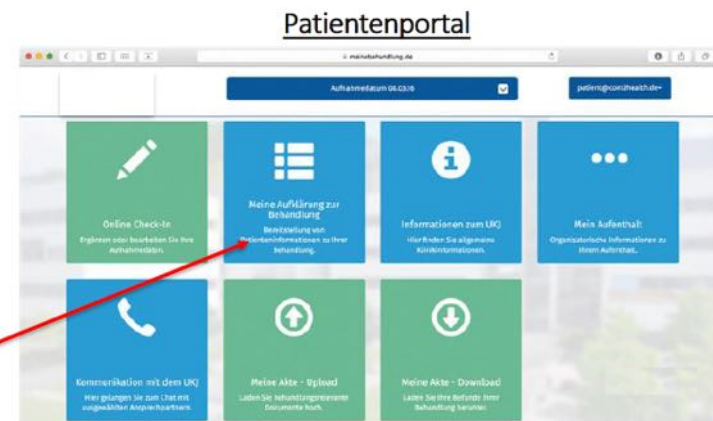 Patientenportal
meinebehandlung.de
Aufnahmedatum 08.03.16
patient@com2health.de
Online Check-In
Ergänzen oder bearbeiten Sie Ihre
Aufnahmedaten.
Meine Aufklärung zur
Behandlung
Bereitstellung von
Patienteninformationen zu Ihrer
Behandlung.
Informationen zum UKJ
Hier finden Sie allgemeine
Klinikinformationen.
Mein Aufenthalt
Organisatorische Informationen zu
Ihrem Aufenthalt.
Kommunikation mit dem UKJ
Hier gelangen Sie zum Chat mit
ausgewählten Ansprechpartnern
Meine Akte - Upload
Laden Sie behandlungsrelevante
Dokumente hoch.
Meine Akte - Download
Laden Sie Ihre Befunde Ihrer
Behandlung herunter.